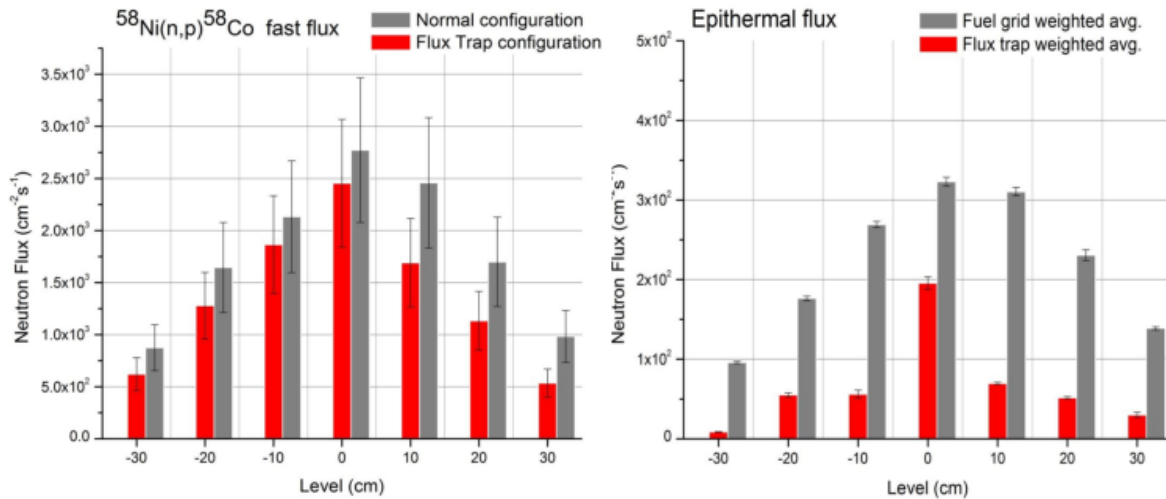 ⁵⁸Ni(n,p)⁵⁸Co fast flux
Normal configuration
Flux Trap configuration
Neutron Flux (cm⁻²s⁻¹)
3.5x10³
3.0x10³
2.5x10³
2.0x10³
1.5x10³
1.0x10³
5.0x10²
0.0
-30 -20 -10 0 10 20 30
Level (cm)
Epithermal flux
Fuel grid weighted avg.
Flux trap weighted avg.
Neutron Flux
5x10²
4x10²
3x10²
2x10²
1x10²
0
-30 -20 -10 0 10 20 30
Level (cm)